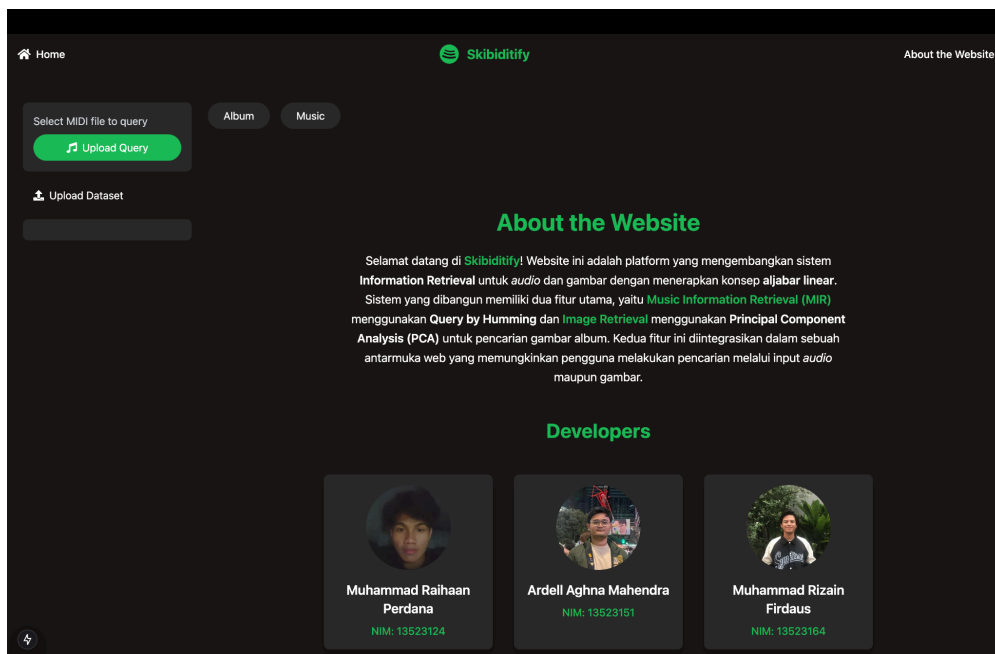 Home
Skibiditify
About the Website
Select MIDI file to query
Upload Query
Album
Music
Upload Dataset
About the Website
Selamat datang di Skibiditify! Website ini adalah platform yang mengembangkan sistem
Information Retrieval untuk audio dan gambar dengan menerapkan konsep aljabar linear.
Sistem yang dibangun memiliki dua fitur utama, yaitu Music Information Retrieval (MIR)
menggunakan Query by Humming dan Image Retrieval menggunakan Principal Component
Analysis (PCA) untuk pencarian gambar album. Kedua fitur ini diintegrasikan dalam sebuah
antarmuka web yang memungkinkan pengguna melakukan pencarian melalui input audio
maupun gambar.
Developers
Muhammad Raihaan
Perdana
NIM: 13523124
Ardell Aghna Mahendra
NIM: 13523151
Muhammad Rizain
Firdaus
NIM: 13523164